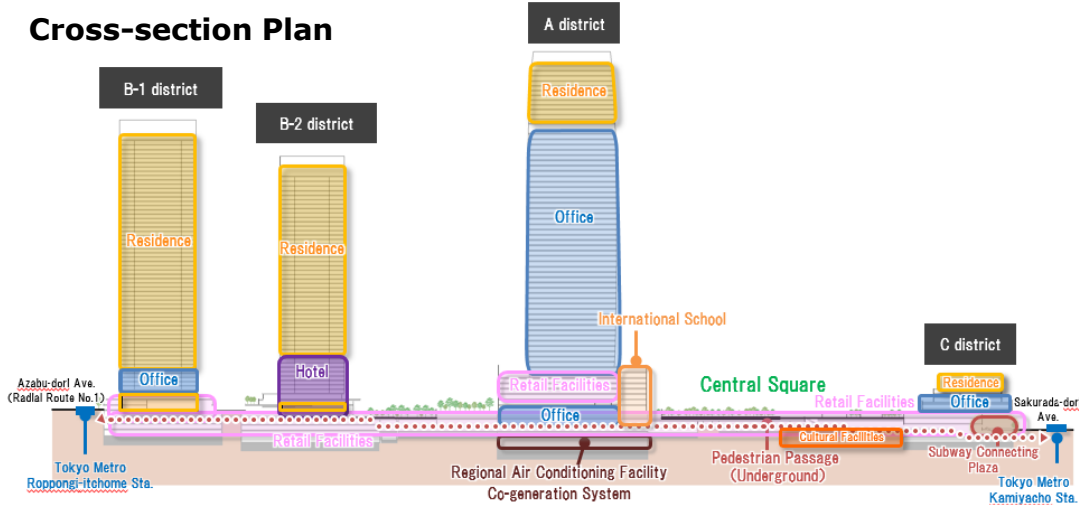 Cross-section Plan
A district
B-1 district
B-2 district
Residence
Residence
Residence
Office
International School
Hotel
Office
Retail Facilities
Office
Central Square
C district
Residence
Office
Retail Facilities
Azabu-dori Ave.
(Radial Route No.1)
Sakurada-dor
Ave.
Retail Facilities
Cultural Facilities
Regional Air Conditioning Facility
Co-generation System
Pedestrian Passage
(Underground)
Subway Connecting
Plaza
Tokyo Metro
Roppongi-itchome Sta.
Tokyo Metro
Kamiyacho Sta.